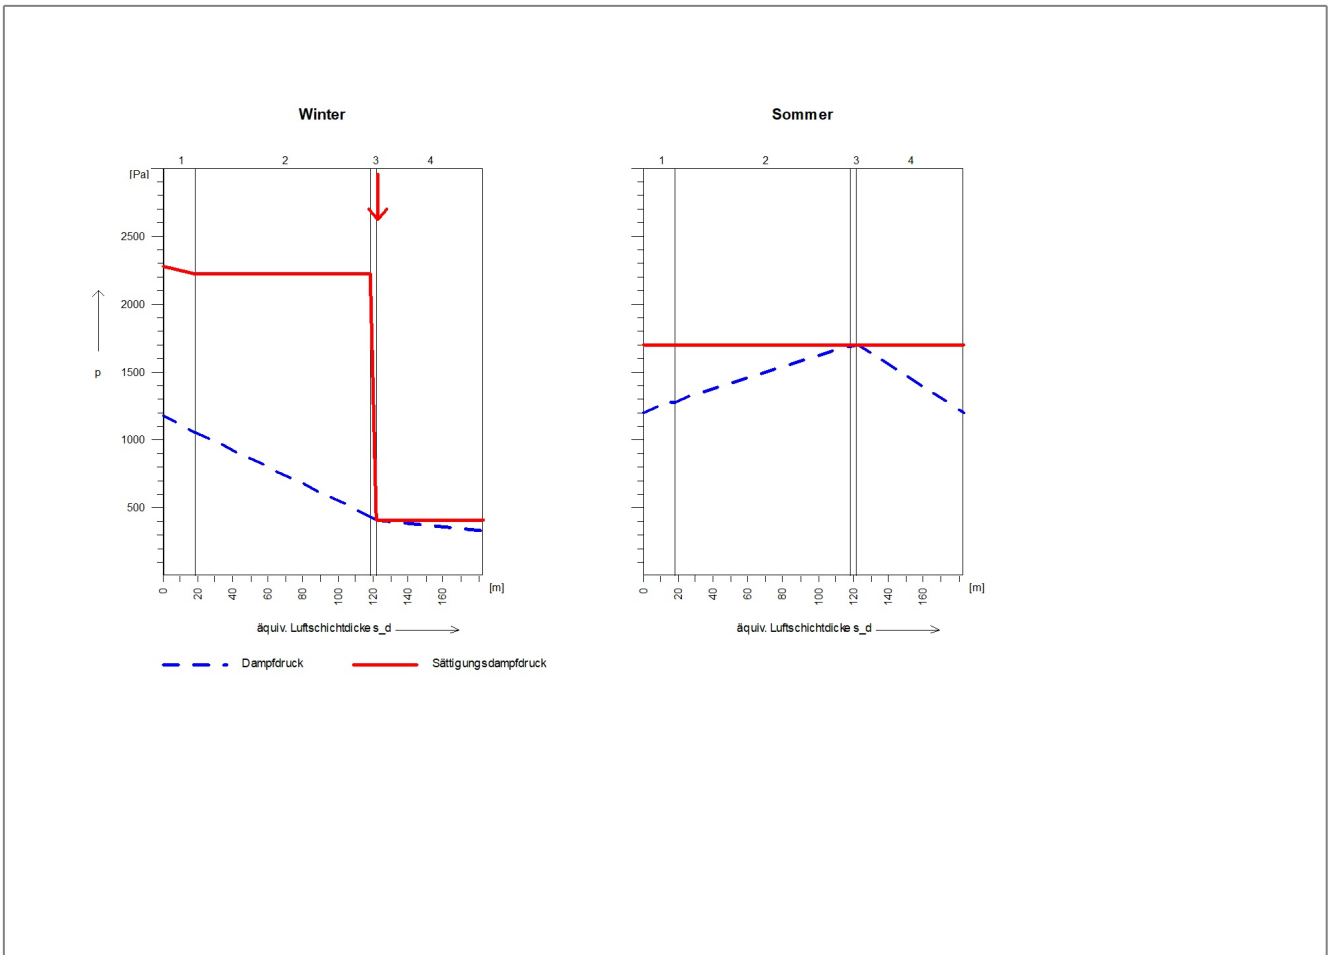 Winter
Sommer
1 2 3 4
1 2 3 4
[Pa]
2500
2000
1500
1000
500
p
0 20 40 60 80 100 120 140 160 [m]
0 20 40 60 80 100 120 140 160 [m]
äquiv. Luftschichtdicke s_d
äquiv. Luftschichtdicke s_d
Dampfdruck
Sättigungsdampfdruck